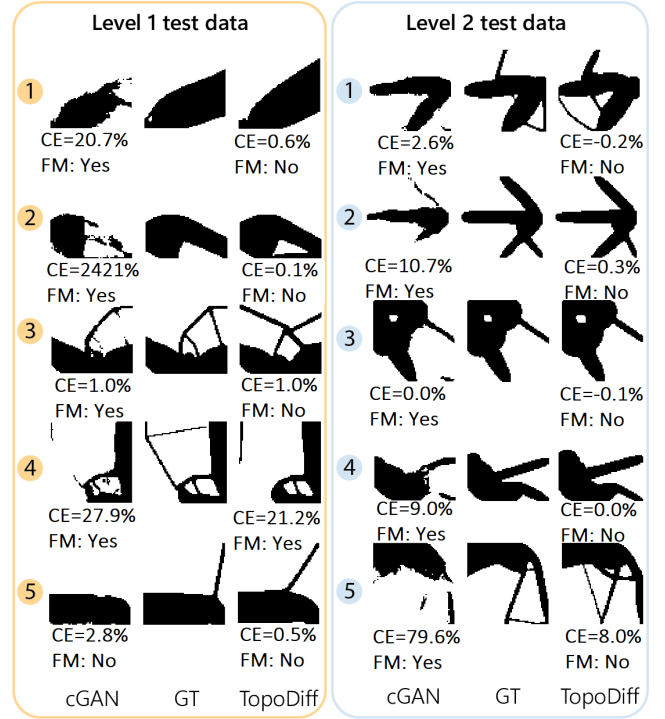 Level 1 test data
1
CE=20.7%
FM: Yes
CE=0.6%
FM: No
2
CE=2421%
FM: Yes
CE=0.1%
FM: No
3
CE=1.0%
FM: Yes
CE=1.0%
FM: No
4
CE=27.9%
FM: Yes
CE=21.2%
FM: Yes
5
CE=2.8%
FM: No
CE=0.5%
FM: No
cGAN GT TopoDiff
Level 2 test data
1
CE=2.6%
FM: Yes
CE=-0.2%
FM: No
2
CE=10.7%
FM: Yes
CE=0.3%
FM: No
3
CE=0.0%
FM: Yes
CE=-0.1%
FM: No
4
CE=9.0%
FM: Yes
CE=0.0%
FM: No
5
CE=79.6%
FM: Yes
CE=8.0%
FM: No
cGAN GT TopoDiff